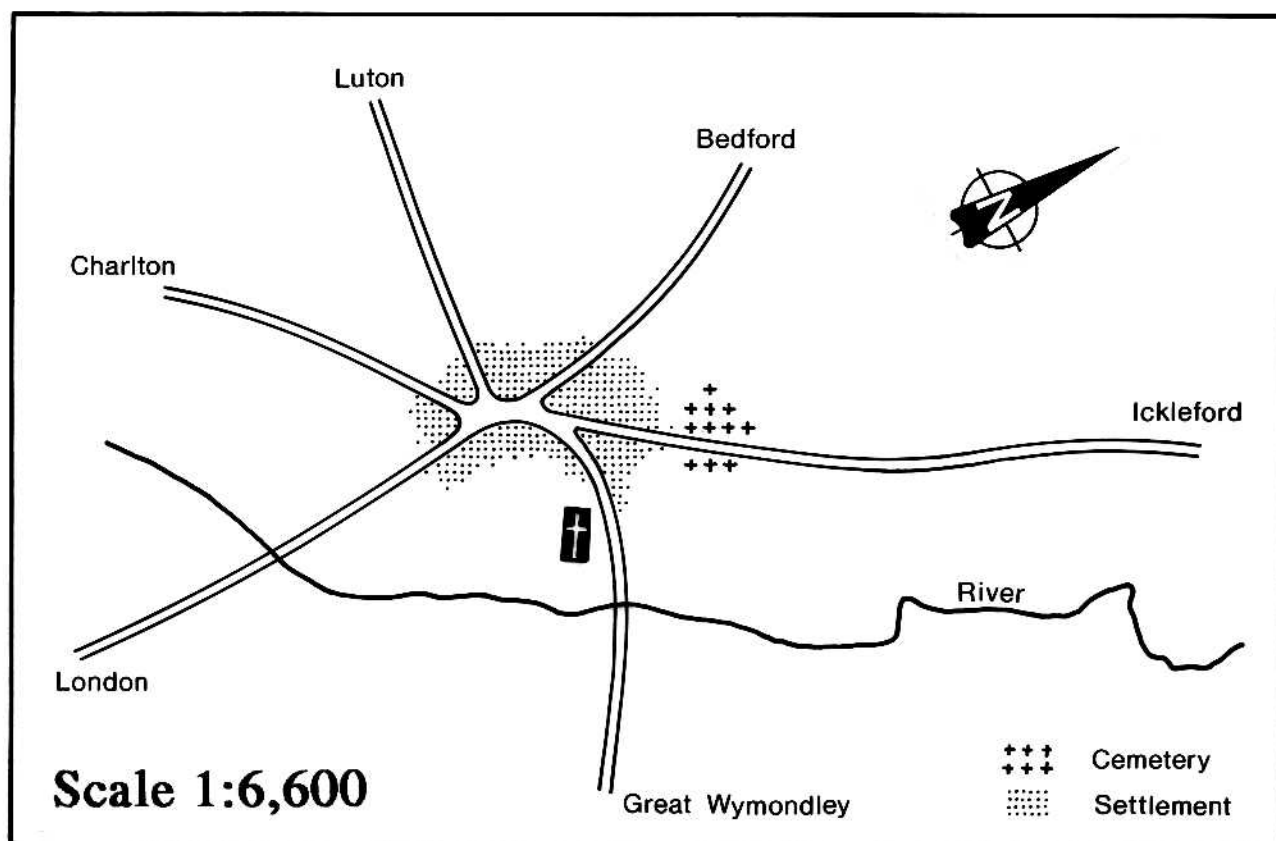 Luton
Bedford
N
Charlton
Ickleford
River
London
Cemetery
Scale 1:6,600
Great Wymondley
Settlement